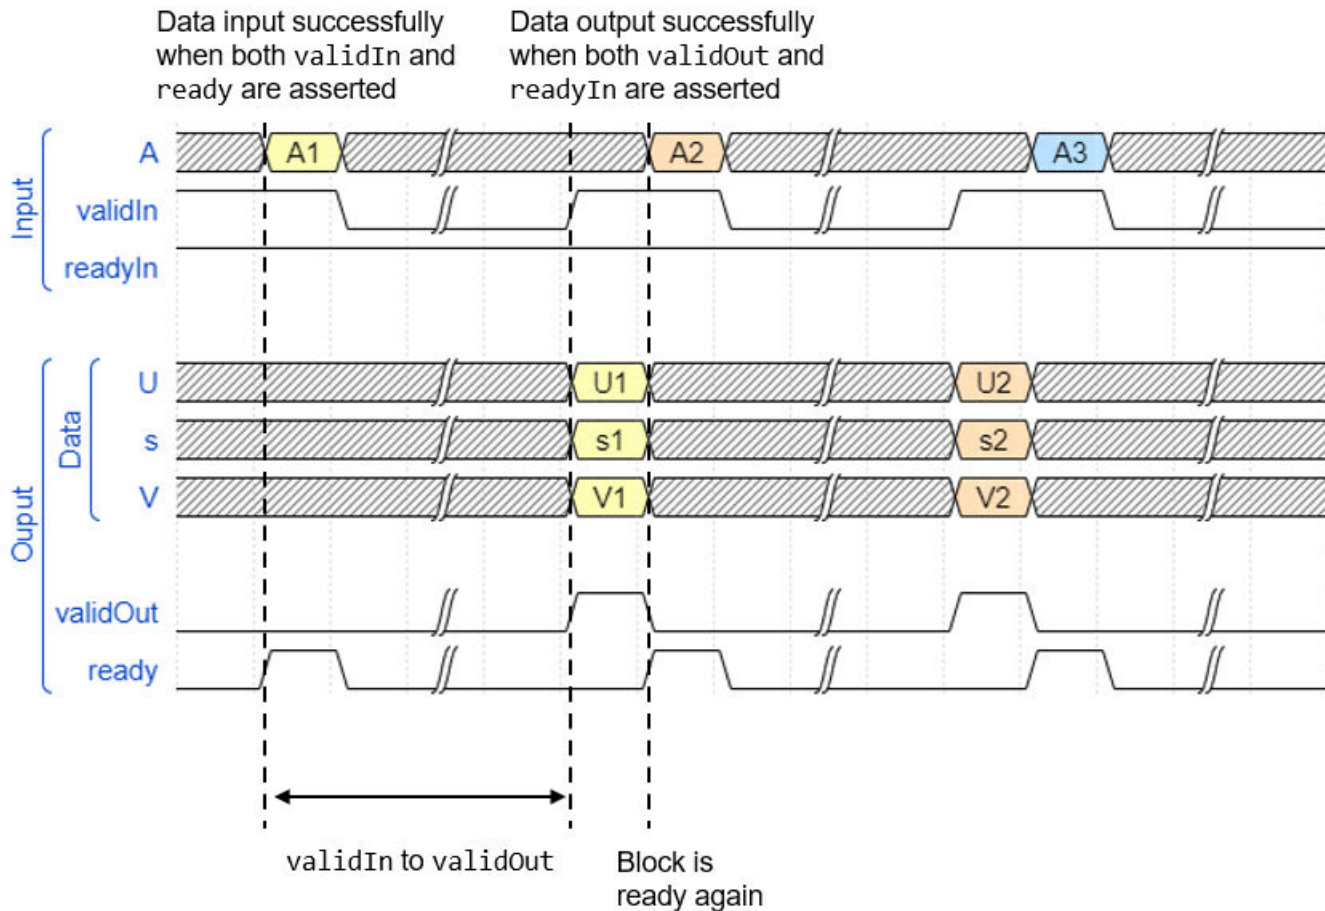 Data input successfully
when both validIn and
ready are asserted
Data output successfully
when both validOut and
readyIn are asserted
Input
A
A1
A2
A3
validIn
readyIn
Ouput
Data
U
U1
U2
s
s1
s2
V
V1
V2
validOut
ready
validIn to validOut
Block is
ready again